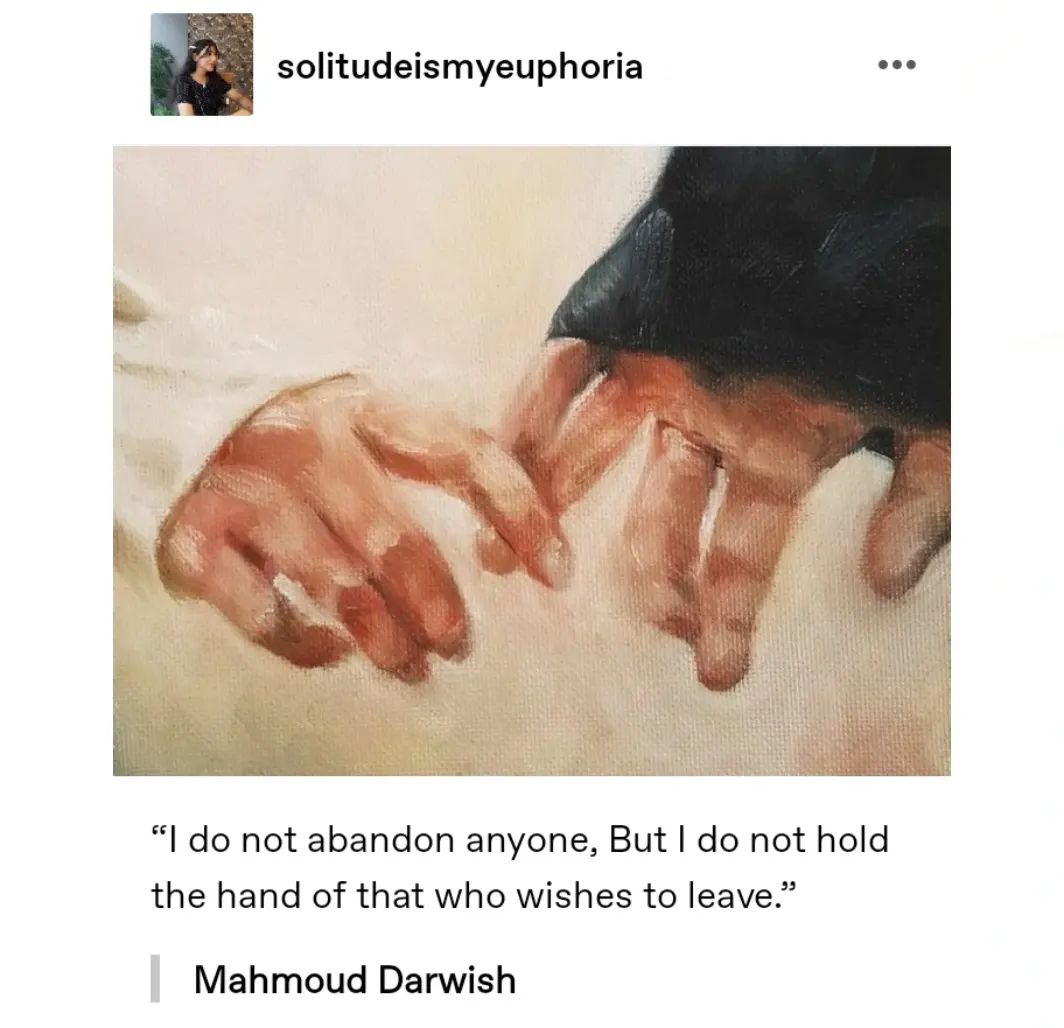 solitudeismyeuphoria
“I do not abandon anyone, But I do not hold
the hand of that who wishes to leave.”
Mahmoud Darwish